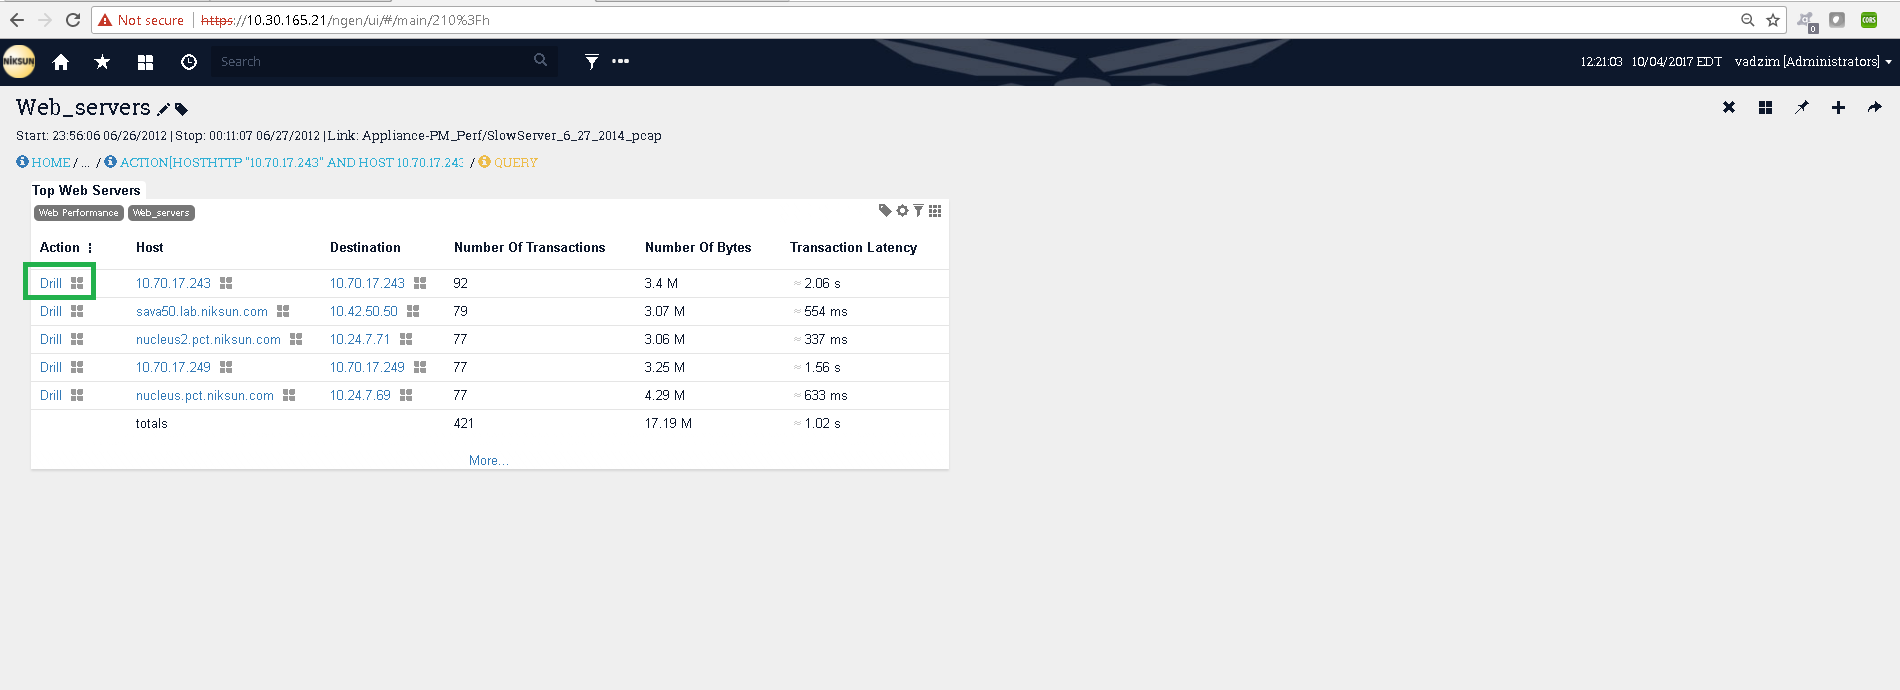 Not secure https://10.30.165.21/ngen/ui/#/main/210%3Fh
0
CORS
NIKSUN
Search
12:21:03 10/04/2017 EDT vadzim [Administrators]
Web_servers
Start: 23:56:06 06/26/2012 | Stop: 00:11:07 06/27/2012 | Link: Appliance-PM_Perf/SlowServer_6_27_2014_pcap
HOME / ... / ACTION[HOSTHTTP "10.70.17.243" AND HOST 10.70.17.243 / QUERY
Top Web Servers
Web Performance Web_servers
Action Host Destination Number Of Transactions Number Of Bytes Transaction Latency
Drill 10.70.17.243 10.70.17.243 92 3.4 M ≈ 2.06 s
Drill sava50.lab.niksun.com 10.42.50.50 79 3.07 M ≈ 554 ms
Drill nucleus2.pct.niksun.com 10.24.7.71 77 3.06 M ≈ 337 ms
Drill 10.70.17.249 10.70.17.249 77 3.25 M ≈ 1.56 s
Drill nucleus.pct.niksun.com 10.24.7.69 77 4.29 M ≈ 633 ms
totals 421 17.19 M ≈ 1.02 s
More...